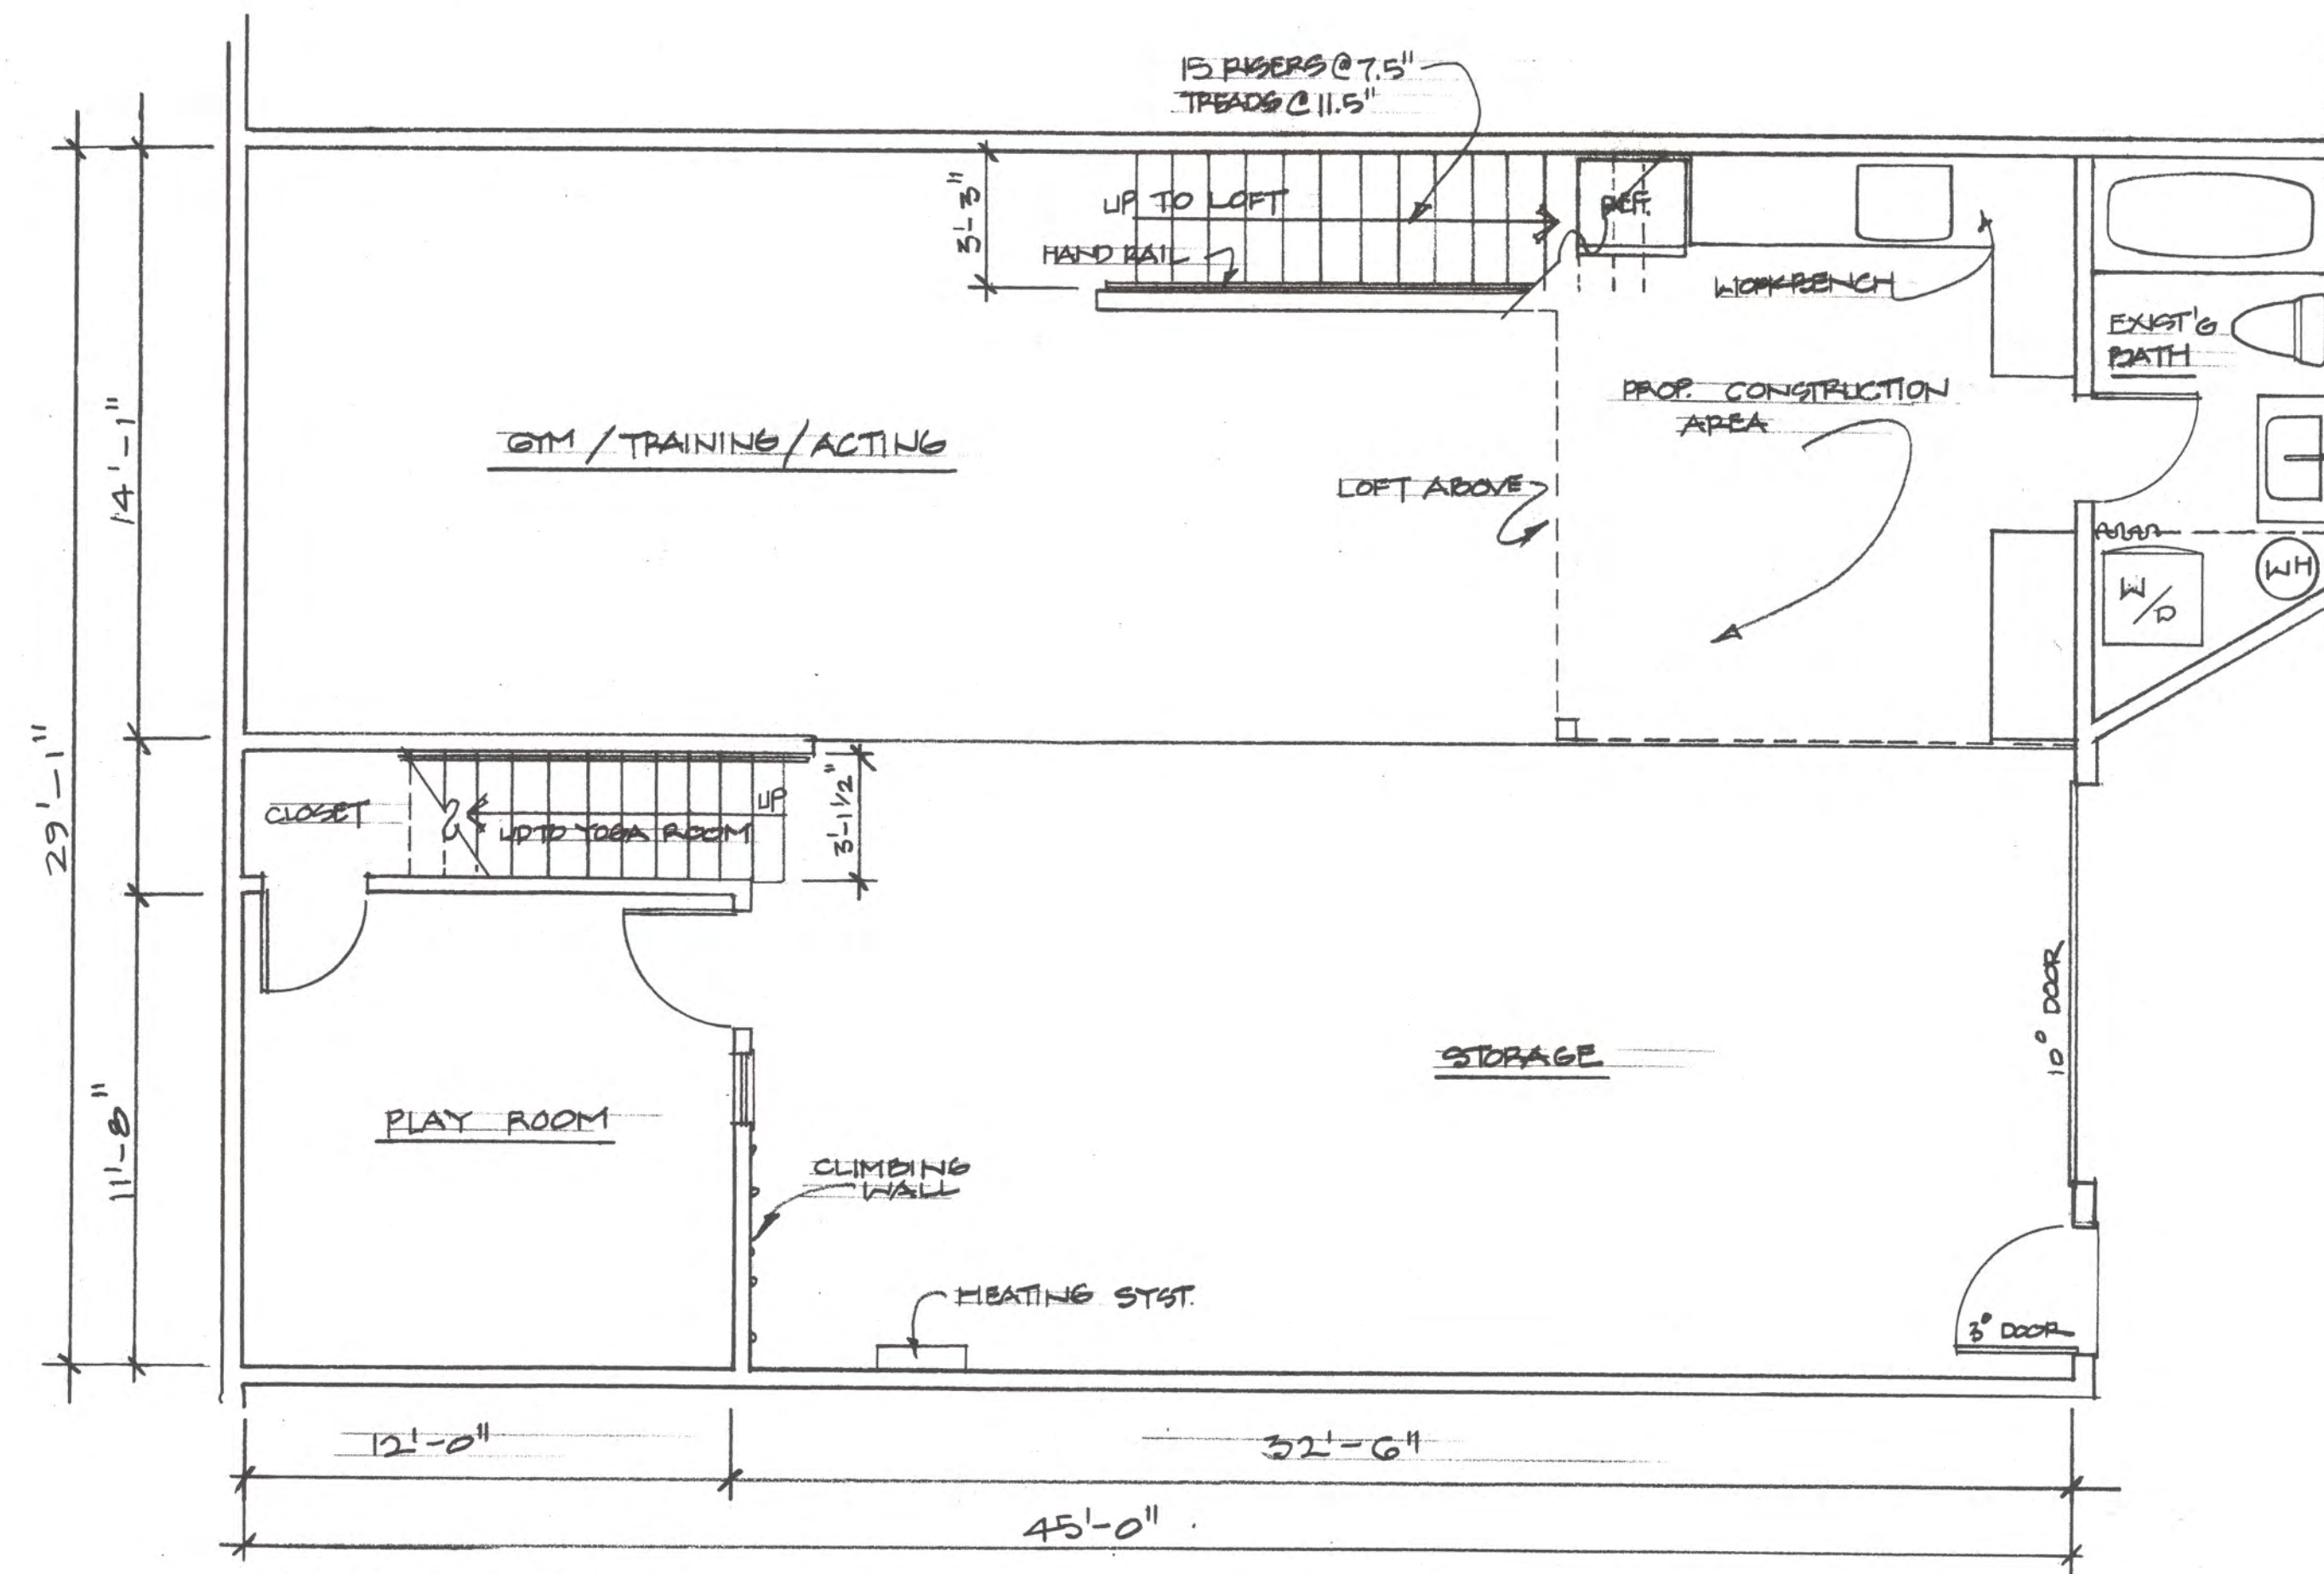 15 RISERS @ 7.5"
TREADS @ 11.5"
3'-3"
UP TO LOFT
REF.
HAND RAIL
WORKBENCH
EXIST'G
BATH
PROP. CONSTRUCTION
AREA
GYM / TRAINING / ACTING
14'-1"
LOFT ABOVE
WH
W/D
29'-1"
CLOSET
UP
UP TO YOGA ROOM
3'-1 1/2"
10° DOOR
STORAGE
PLAY ROOM
11'-8"
CLIMBING
WALL
HEATING SYST.
3° DOOR
12'-0"
32'-6"
45'-0"